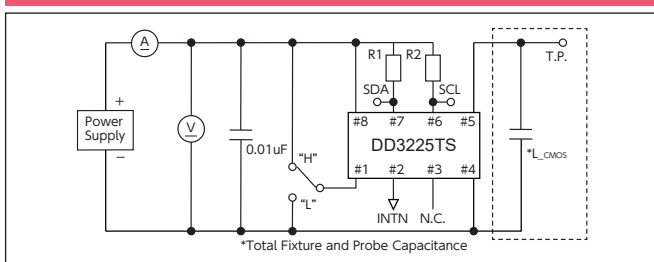 A
R1 R2
T.P.
SDA SCL
+
Power
Supply
−
V
0.01uF
#8 #7 #6 #5
DD3225TS
#1 #2 #3 #4
"H"
"L"
*L_CMOS
INTN N.C.
*Total Fixture and Probe Capacitance